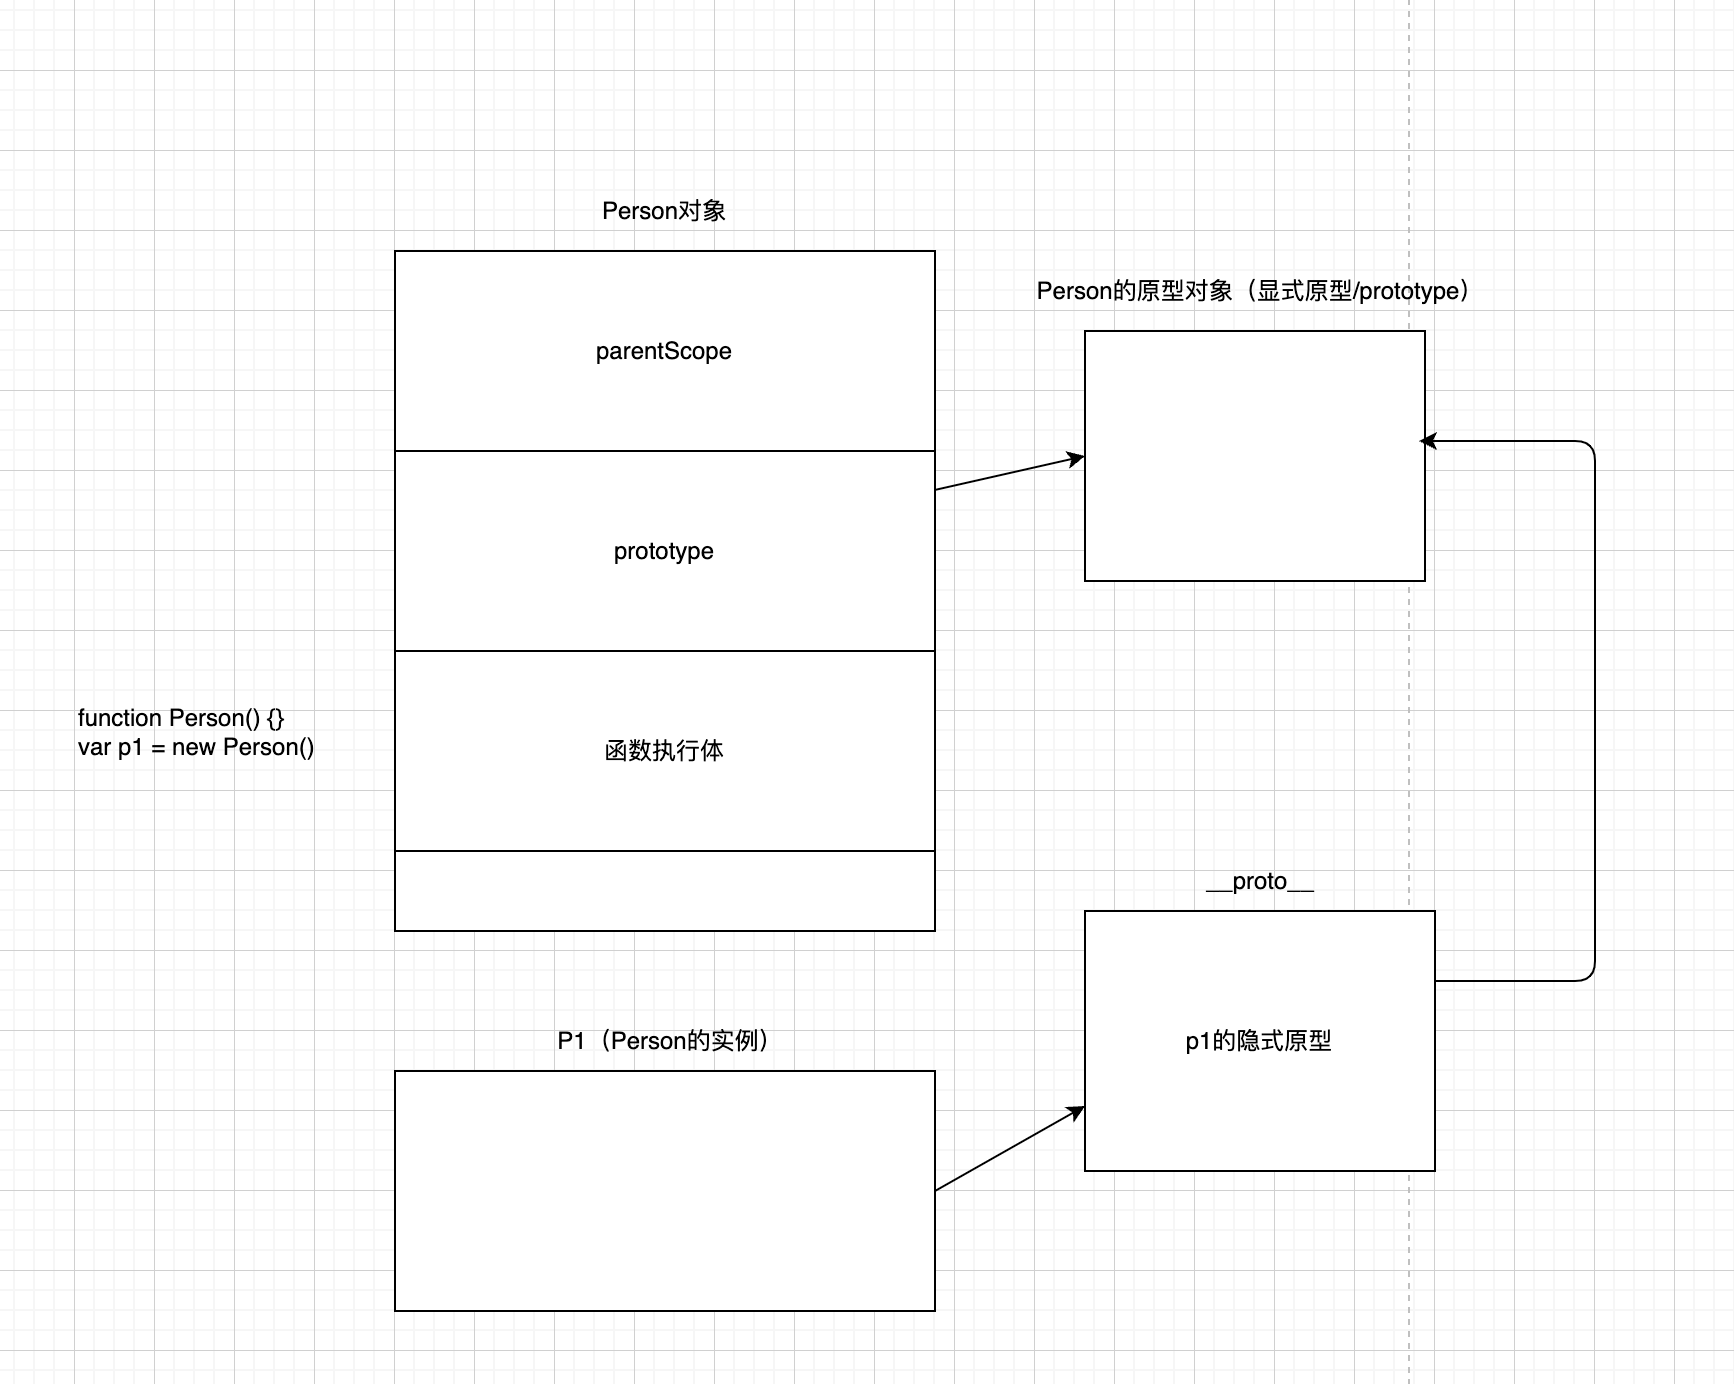 Person对象
parentScope
prototype
函数执行体
Person的原型对象（显式原型/prototype）
function Person() {}
var p1 = new Person()
__proto__
p1的隐式原型
P1（Person的实例）